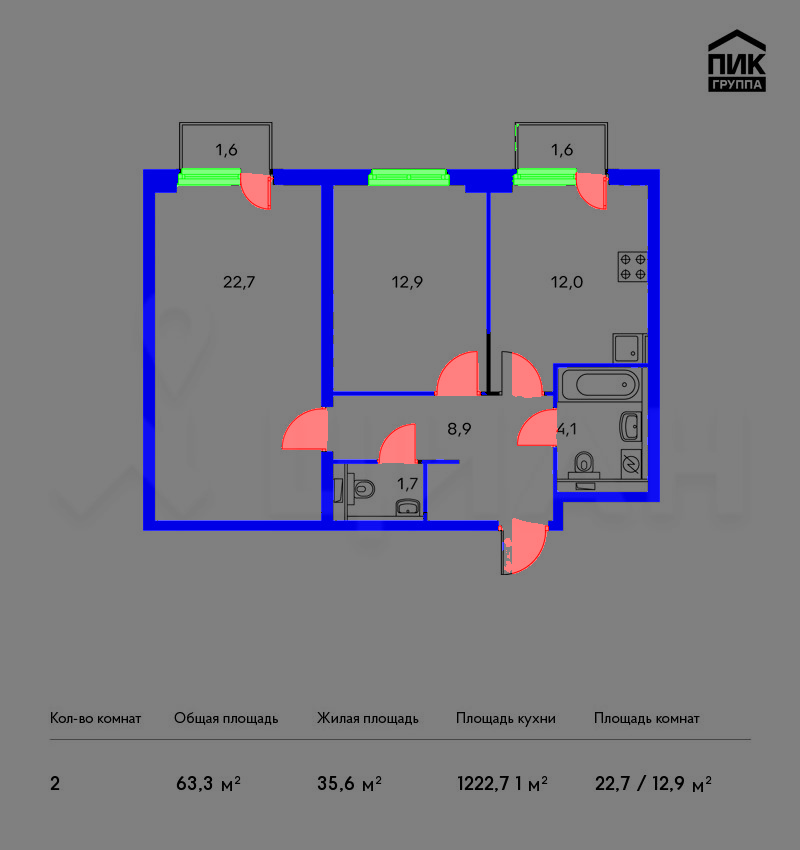 ПИК
ГРУППА
1,6
1,6
22,7
12,9
12,0
8,9
4,1
1,7
Кол-во комнат Общая площадь Жилая площадь Площадь кухни Площадь комнат
2 63,3 м² 35,6 м² 1222,7 1 м² 22,7 / 12,9 м²